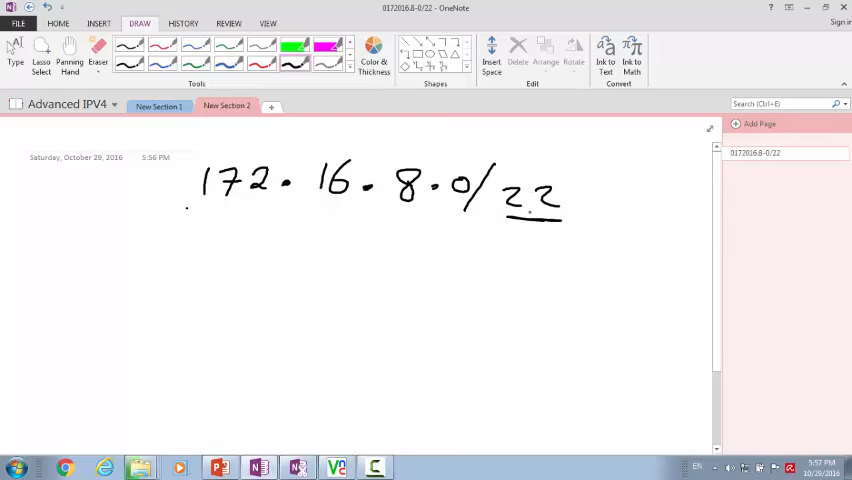 0172016.8-0/22 - OneNote
?
FILE HOME INSERT DRAW HISTORY REVIEW VIEW
Sign in
Type
Lasso Select
Panning Hand
Eraser
Color & Thickness
Insert Space
Delete
Arrange
Rotate
Ink to Text
Ink to Math
Tools
Shapes
Edit
Convert
Advanced IPV4
New Section 1
New Section 2
Search (Ctrl+E)
Add Page
Saturday, October 29, 2016 5:56 PM
0172016.8-0/22
172.16.8.0/22
EN
5:57 PM
10/29/2016